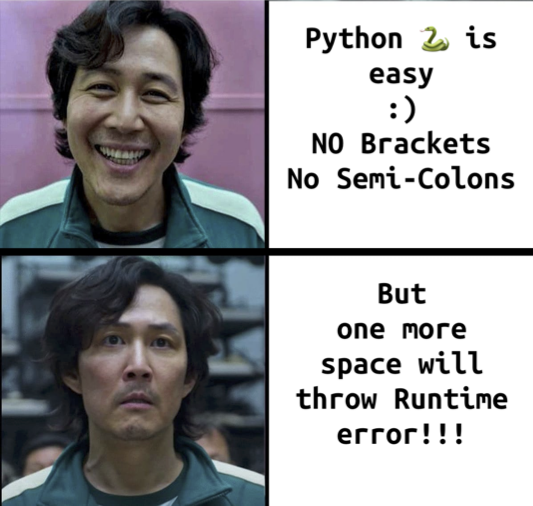 Python 🐍 is
easy
:)
NO Brackets
No Semi-Colons
But
one more
space will
throw Runtime
error!!!